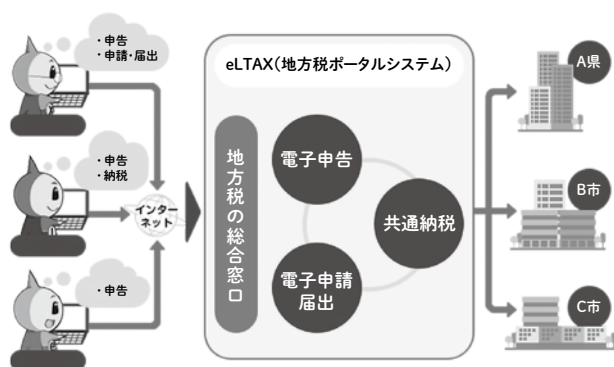 ・申告
・申請・届出
・申告
・納税
・申告
インター
ネット
eLTAX（地方税ポータルシステム）
地方税の総合窓口
電子申告
共通納税
電子申請
届出
A県
B市
C市